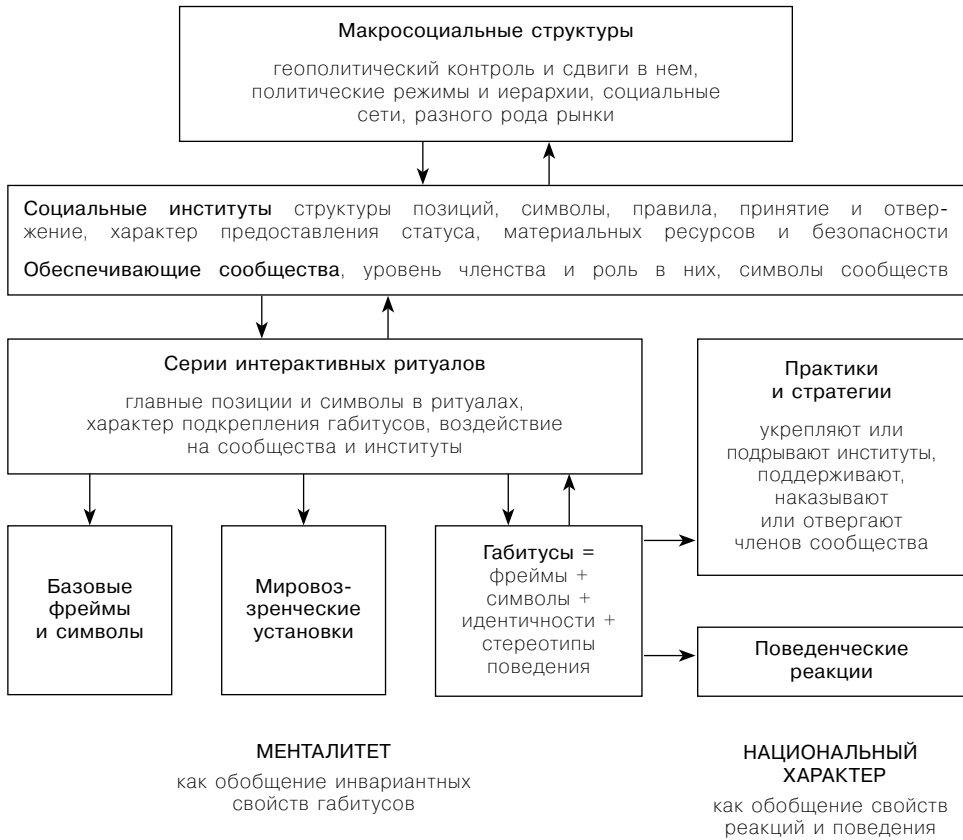 Макросоциальные структуры
геополитический контроль и сдвиги в нем,
политические режимы и иерархии, социальные
сети, разного рода рынки
Социальные институты структуры позиций, символы, правила, принятие и отвер-
жение, характер предоставления статуса, материальных ресурсов и безопасности
Обеспечивающие сообщества, уровень членства и роль в них, символы сообществ
Серии интерактивных ритуалов
главные позиции и символы в ритуалах,
характер подкрепления габитусов, воздействие
на сообщества и институты
Практики
и стратегии
укрепляют или
подрывают институты,
поддерживают,
наказывают
или отвергают
членов сообщества
Базовые
фреймы
и символы
Мировоз-
зренческие
установки
Габитусы =
фреймы +
символы +
идентичности +
стереотипы
поведения
Поведенческие
реакции
МЕНТАЛИТЕТ
как обобщение инвариантных
свойств габитусов
НАЦИОНАЛЬНЫЙ
ХАРАКТЕР
как обобщение свойств
реакций и поведения